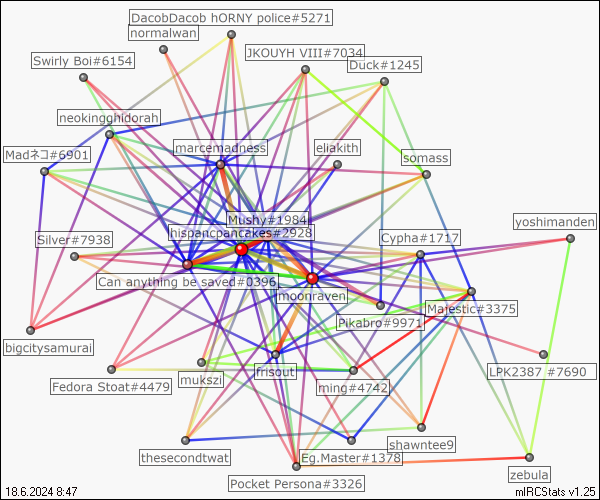 DacobDacob hORNY police#5271
normalwan
JKOUYH VIII#7034
Swirly Boi#6154
Duck#1245
neokingghidorah
marcemadness
eliakith
Madネコ#6901
somass
Mushy#1984
yoshimanden
hispancpancakes#2928
Silver#7938
Cypha#1717
Can anything be saved#0396
moonraven
Majestic#3375
Pikabro#9971
bigcitysamurai
frisout
LPK2387 #7690
Fedora Stoat#4479
mukszi
ming#4742
shawntee9
thesecondtwat
Eg.Master#1378
zebula
Pocket Persona#3326
18.6.2024 8:47
mIRCStats v1.25